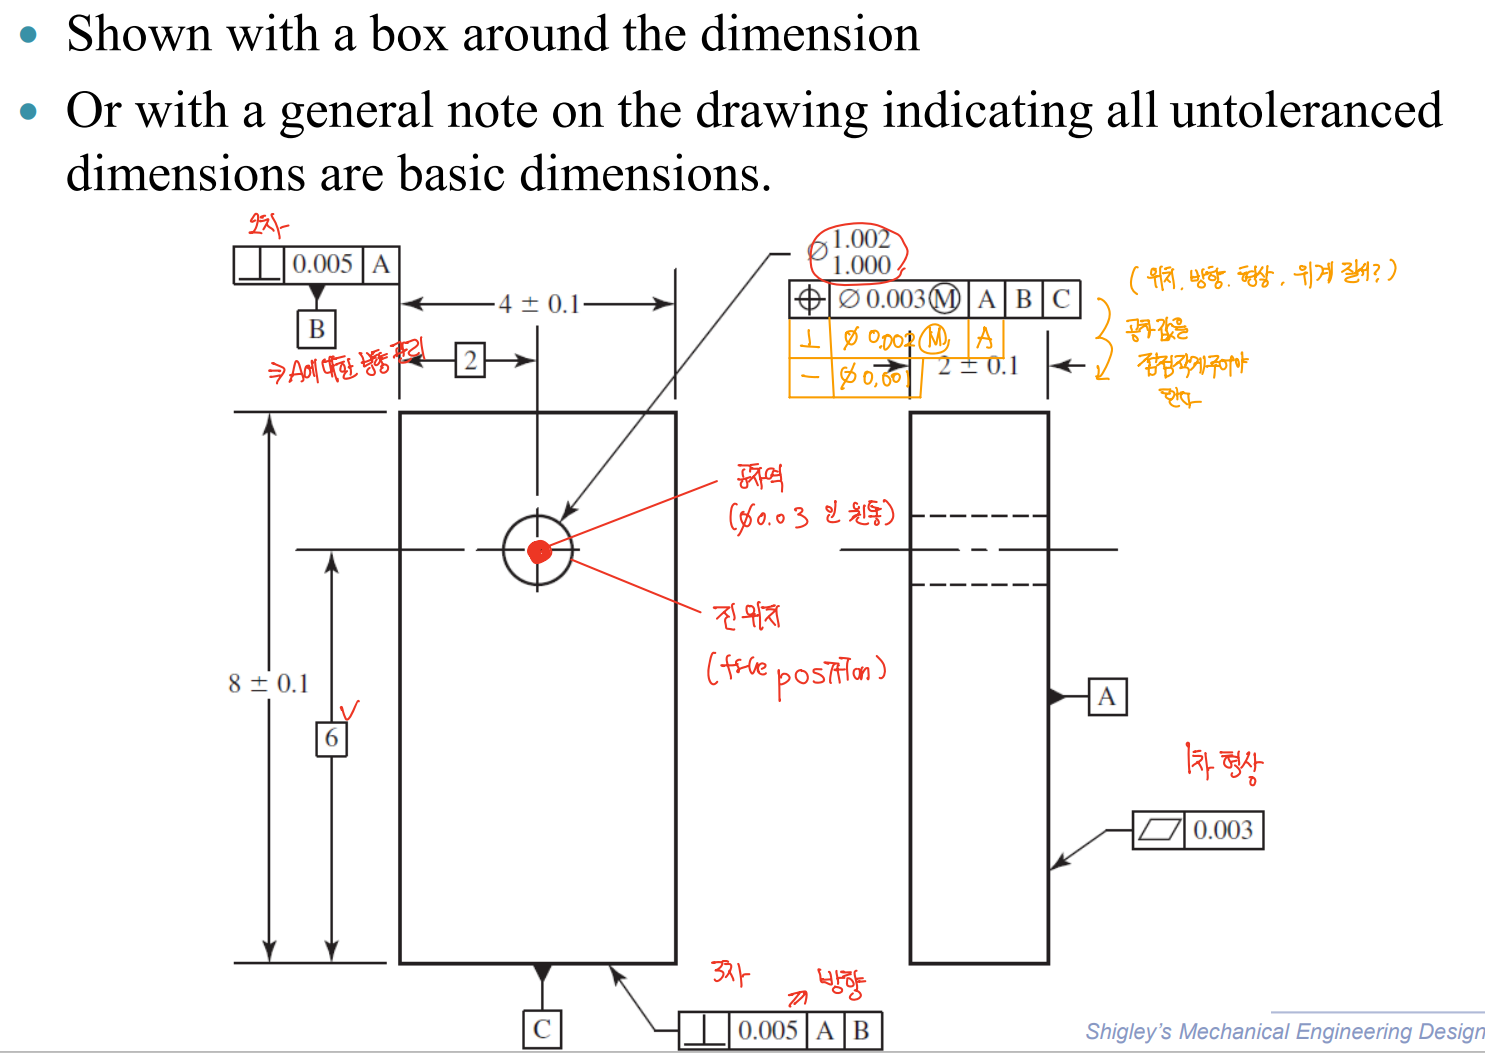 • Shown with a box around the dimension
• Or with a general note on the drawing indicating all untoleranced
dimensions are basic dimensions.
2차
⊥ 0.005 A
B
⇒ A에 대한
4 ± 0.1
2
∅ 1.002
1.000
⌖ ∅ 0.003 Ⓜ A B C
⊥ ∅ 0.002 Ⓜ A
— ∅ 0.001
2 ± 0.1
(위치. 방향. 형상, 위계 질서?)
공차값을
점점작게주어야
한다
공차역
(∅0.03 인 원통)
진위치
(true position)
8 ± 0.1
6
A
1차 형상
⏥ 0.003
3차
방향
C
⊥ 0.005 A B
Shigley's Mechanical Engineering Design